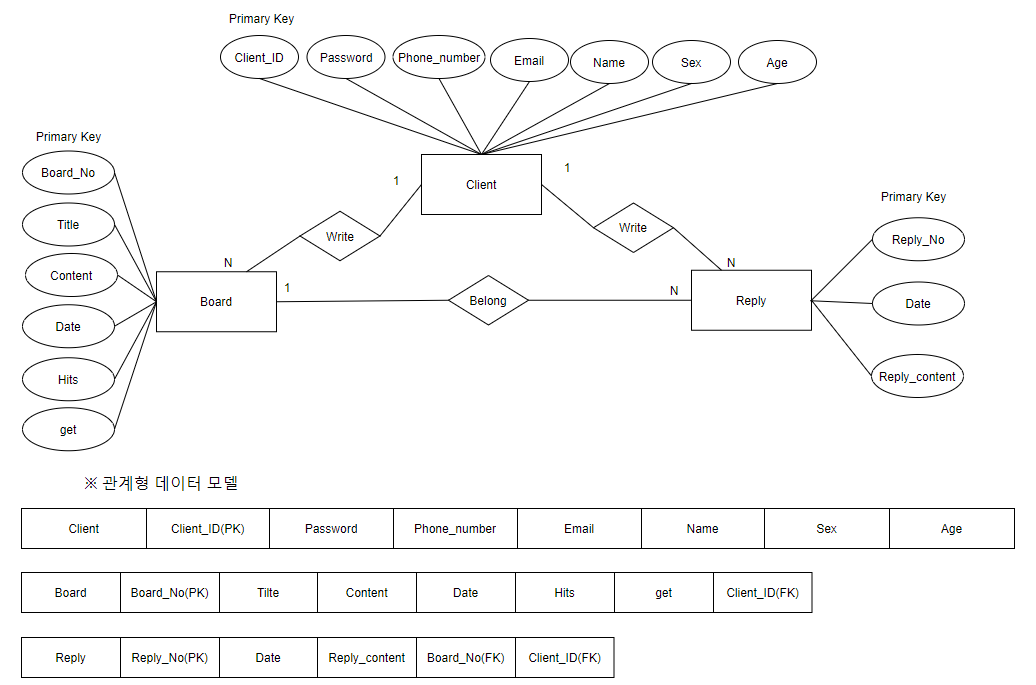 Primary Key
Client_ID
Password
Phone_number
Email
Name
Sex
Age
Primary Key
Board_No
Title
Content
Date
Hits
get
Client
1
1
Write
Write
N
N
Board
1
Belong
N
Reply
Primary Key
Reply_No
Date
Reply_content
※ 관계형 데이터 모델
Client Client_ID(PK) Password Phone_number Email Name Sex Age
Board Board_No(PK) Tilte Content Date Hits get Client_ID(FK)
Reply Reply_No(PK) Date Reply_content Board_No(FK) Client_ID(FK)